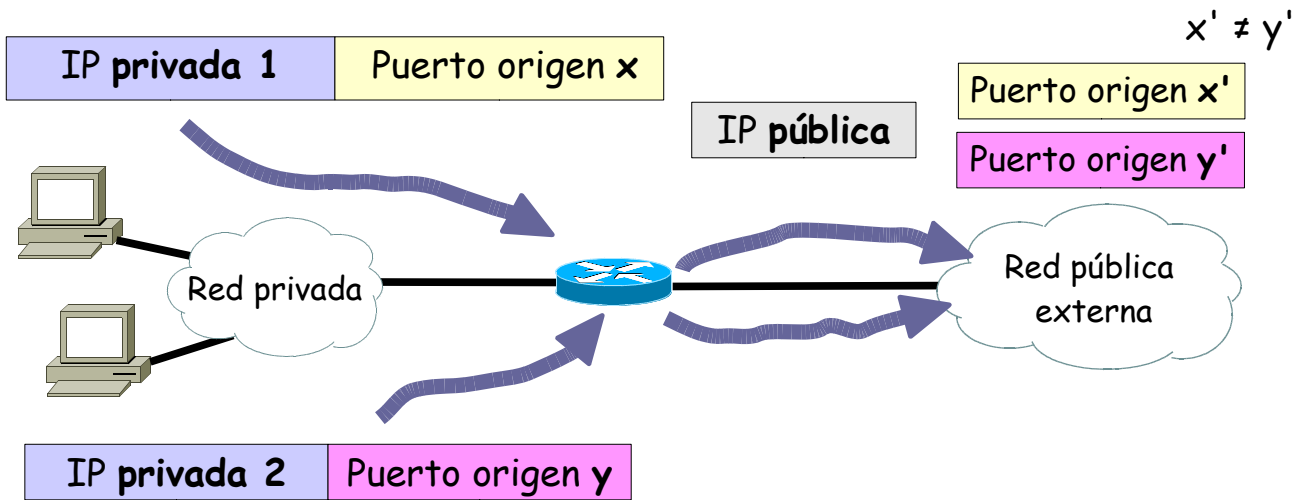 x' ≠ y'
IP privada 1 Puerto origen x
Puerto origen x'
IP pública
Puerto origen y'
Red privada
Red pública
externa
IP privada 2 Puerto origen y